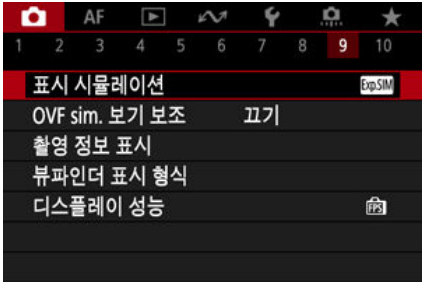 AF
1 2 3 4 5 6 7 8 9 10
표시 시뮬레이션 Exp.SIM
OVF sim. 보기 보조 끄기
촬영 정보 표시
뷰파인더 표시 형식
디스플레이 성능 FPS